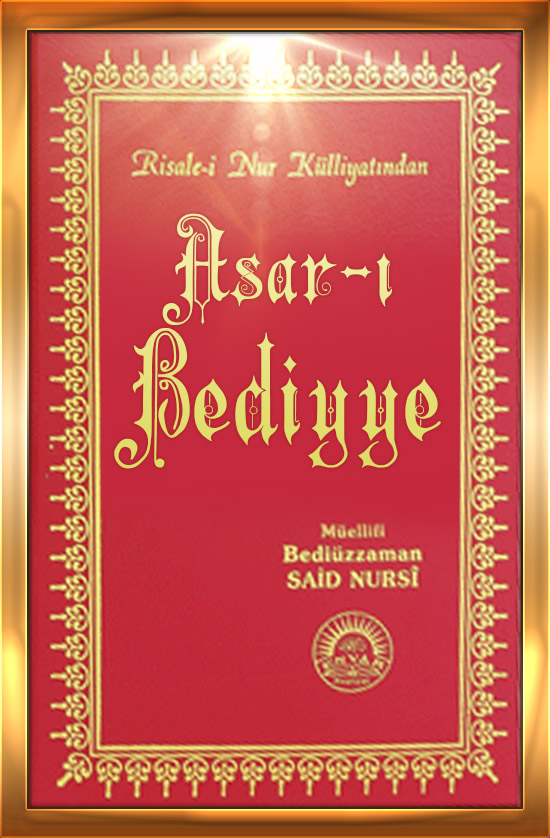 Risale-i Nur Külliyatından
Asar-ı
Bediyye
Müellifi
Bediüzzaman
SAİD NURSÎ